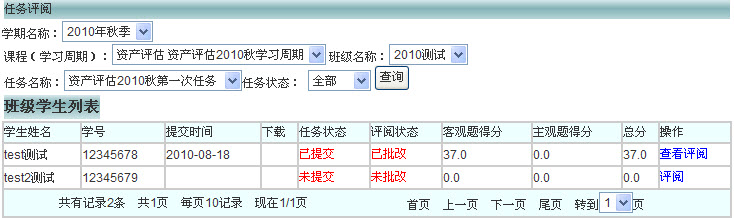 任务评阅
学期名称： 2010年秋季
课程（学习周期）： 资产评估 资产评估2010秋学习周期 班级名称： 2010测试
任务名称： 资产评估2010秋第一次任务 任务状态： 全部 查询
班级学生列表
学生姓名 学号 提交时间 下载 任务状态 评阅状态 客观题得分 主观题得分 总分 操作
test测试 12345678 2010-08-18 已提交 已批改 37.0 0.0 37.0 查看评阅
test2测试 12345679 未提交 未批改 0.0 0.0 0.0 评阅
共有记录2条 共1页 每页10记录 现在1/1页 首页 上一页 下一页 尾页 转到 1 页